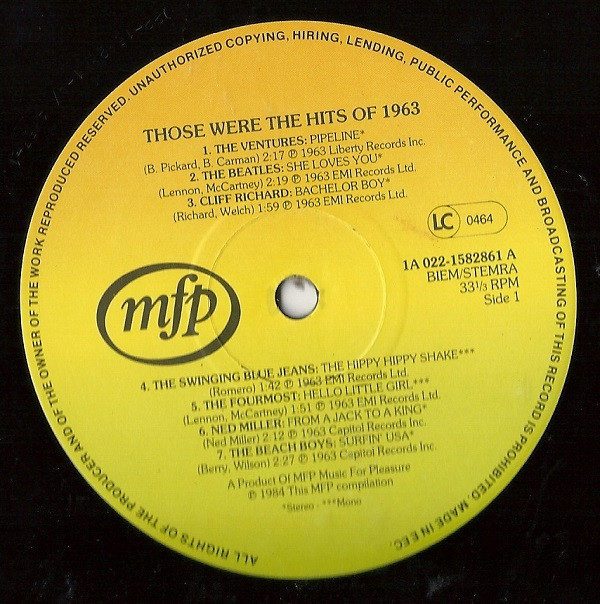 ALL RIGHTS OF THE PRODUCER AND OF THE OWNER OF THE WORK REPRODUCED RESERVED. UNAUTHORIZED COPYING, HIRING, LENDING, PUBLIC PERFORMANCE AND BROADCASTING OF THIS RECORD IS PROHIBITED. MADE IN EEC.
THOSE WERE THE HITS OF 1963
1. THE VENTURES: PIPELINE*
(B. Pickard, B. Carman) 2:17 ℗ 1963 Liberty Records Inc.
2. THE BEATLES: SHE LOVES YOU*
(Lennon, McCartney) 2:19 ℗ 1963 EMI Records Ltd.
3. CLIFF RICHARD: BACHELOR BOY*
(Richard, Welch) 1:59 ℗ 1963 EMI Records Ltd.
LC 0464
1A 022-1582861 A
BIEM/STEMRA
33 1/3 RPM
Side 1
mfp
4. THE SWINGING BLUE JEANS: THE HIPPY HIPPY SHAKE***
(Romero) 1:42 ℗ 1963 EMI Records Ltd.
5. THE FOURMOST: HELLO LITTLE GIRL***
(Lennon, McCartney) 1:51 ℗ 1963 EMI Records Ltd.
6. NED MILLER: FROM A JACK TO A KING*
(Ned Miller) 2:12 ℗ 1963 Capitol Records Inc.
7. THE BEACH BOYS: SURFIN' USA*
(Berry, Wilson) 2:27 ℗ 1963 Capitol Records Inc.
A Product Of MFP Music For Pleasure
℗ 1984 This MFP compilation
*Stereo - ***Mono